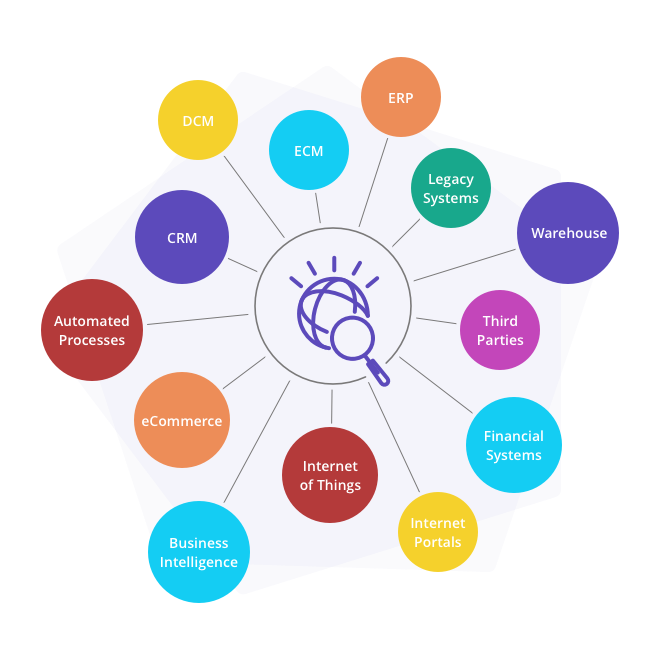 ERP
DCM
ECM
Legacy
Systems
Warehouse
CRM
Automated
Processes
Third
Parties
eCommerce
Financial
Systems
Internet
of Things
Internet
Portals
Business
Intelligence